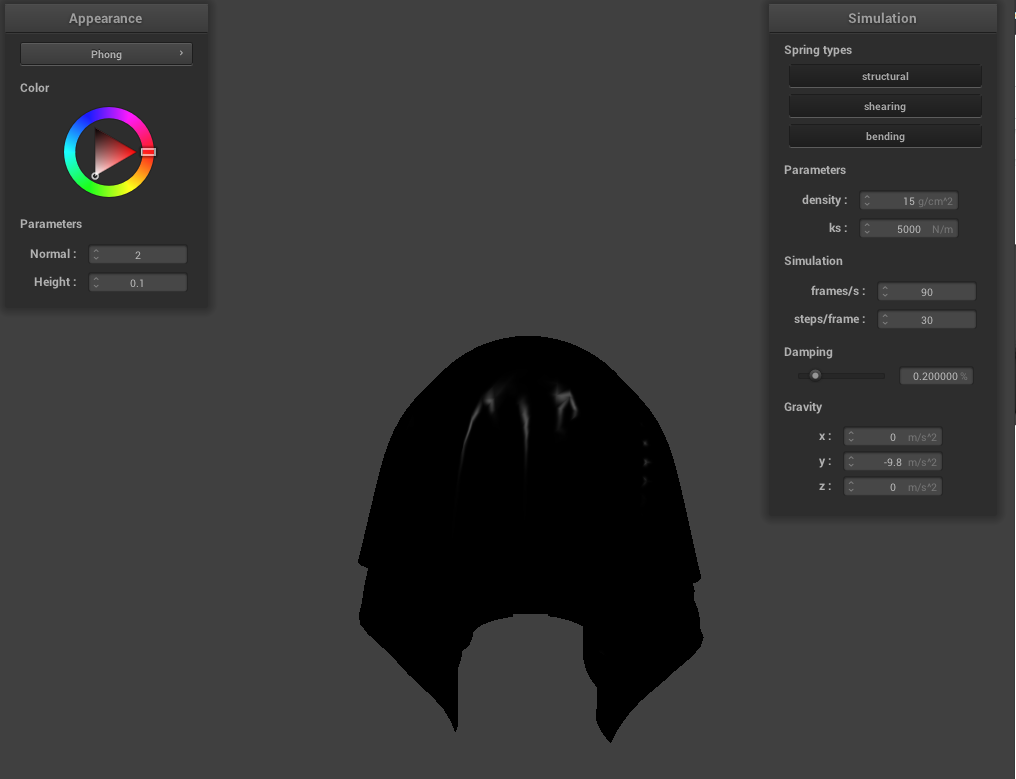 Appearance
Phong
Color
Parameters
Normal : 2
Height : 0.1
Simulation
Spring types
structural
shearing
bending
Parameters
density : 15 g/cm^2
ks : 5000 N/m
Simulation
frames/s : 90
steps/frame : 30
Damping
0.200000 %
Gravity
x : 0 m/s^2
y : -9.8 m/s^2
z : 0 m/s^2